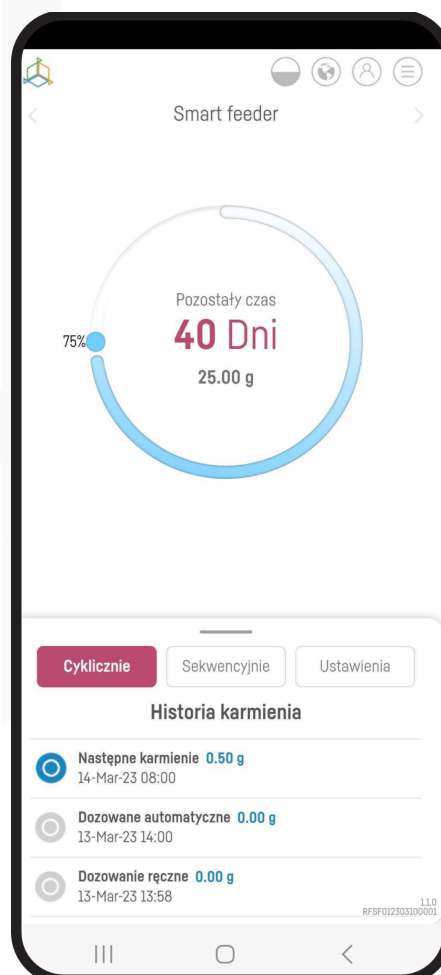 Smart feeder
Pozostały czas
40 Dni
75%
25.00 g
Cyklicznie
Sekwencyjnie
Ustawienia
Historia karmienia
Następne karmienie 0.50 g
14-Mar-23 08:00
Dozowane automatyczne 0.00 g
13-Mar-23 14:00
Dozowanie ręczne 0.00 g
13-Mar-23 13:58
1.1.0
RFSF012303100001